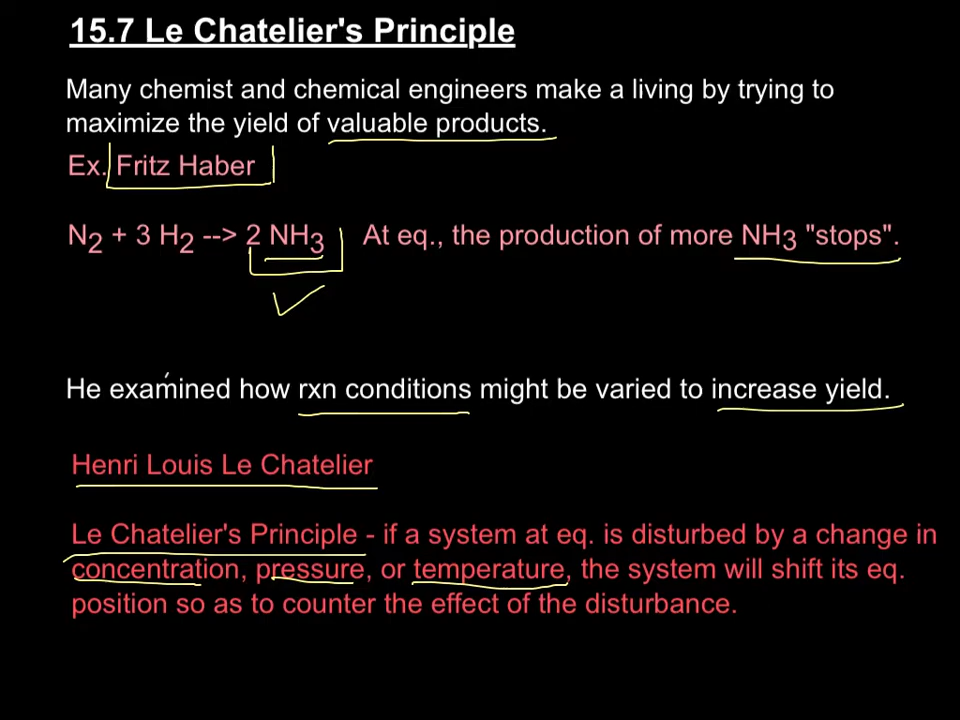 15.7 Le Chatelier's Principle
Many chemist and chemical engineers make a living by trying to
maximize the yield of valuable products.
Ex. Fritz Haber
N2 + 3 H2 --> 2 NH3 At eq., the production of more NH3 "stops".
He examined how rxn conditions might be varied to increase yield.
Henri Louis Le Chatelier
Le Chatelier's Principle - if a system at eq. is disturbed by a change in
concentration, pressure, or temperature, the system will shift its eq.
position so as to counter the effect of the disturbance.